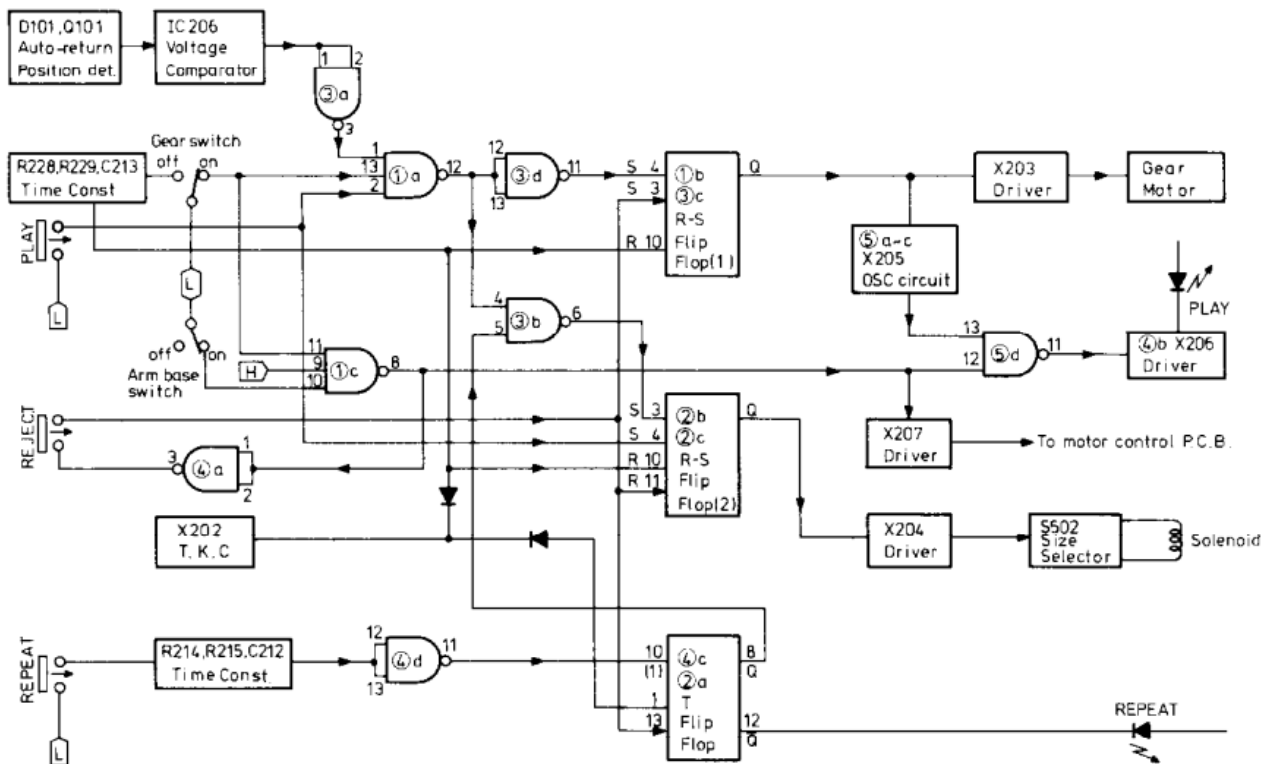 D101, Q101
Auto-return
Position det.
IC 206
Voltage
Comparator
1
2
③a
3
Gear switch
off
on
R228, R229, C213
Time Const
1
13
2
①a
12
12
13
③d
11
S 4
S 3
R 10
①b
③c
R-S
Flip
Flop(1)
Q
X203
Driver
Gear
Motor
PLAY
L
L
⑤a-c
X205
OSC circuit
PLAY
4
5
③b
6
13
12
⑤d
11
④b X206
Driver
off
on
Arm base
switch
H
11
9
10
①c
8
REJECT
3
④a
1
2
S 3
S 4
R 10
R 11
②b
②c
R-S
Flip
Flop(2)
Q
X207
Driver
To motor control P.C.B.
X202
T. K. C
X204
Driver
S502
Size
Selector
Solenoid
REPEAT
L
R214, R215, C212
Time Const.
12
13
④d
11
10
(1)
1
13
④c
②a
T
Flip
Flop
8
Q
12
Q̅
REPEAT